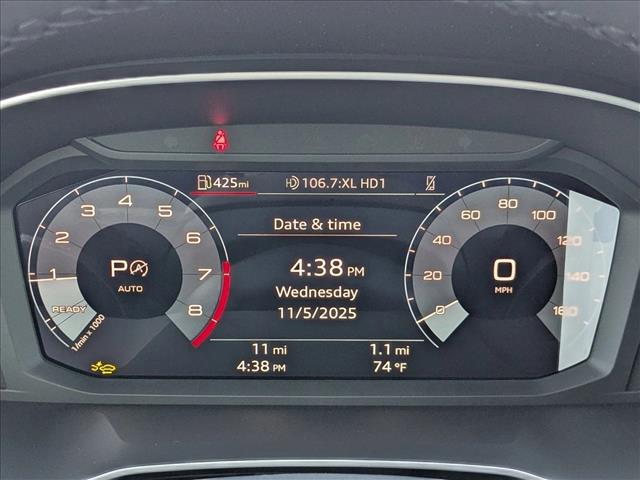 425 mi
106.7:XL HD1
Date & time
4:38 PM
Wednesday
11/5/2025
11 mi
1.1 mi
4:38 PM
74 °F
1
2
3
4
5
6
7
8
READY
1/min x 1000
P
AUTO
0
20
40
60
80
100
120
140
160
0
MPH